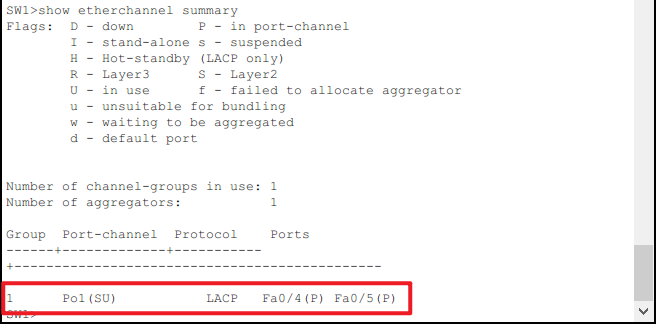 SW1>show etherchannel summary
Flags:  D - down        P - in port-channel
        I - stand-alone s - suspended
        H - Hot-standby (LACP only)
        R - Layer3      S - Layer2
        U - in use      f - failed to allocate aggregator
        u - unsuitable for bundling
        w - waiting to be aggregated
        d - default port
Number of channel-groups in use: 1
Number of aggregators:           1
Group  Port-channel  Protocol    Ports
------+-------------+-----------
+----------------------------------------------
1      Po1(SU)           LACP   Fa0/4(P) Fa0/5(P)
SW1>